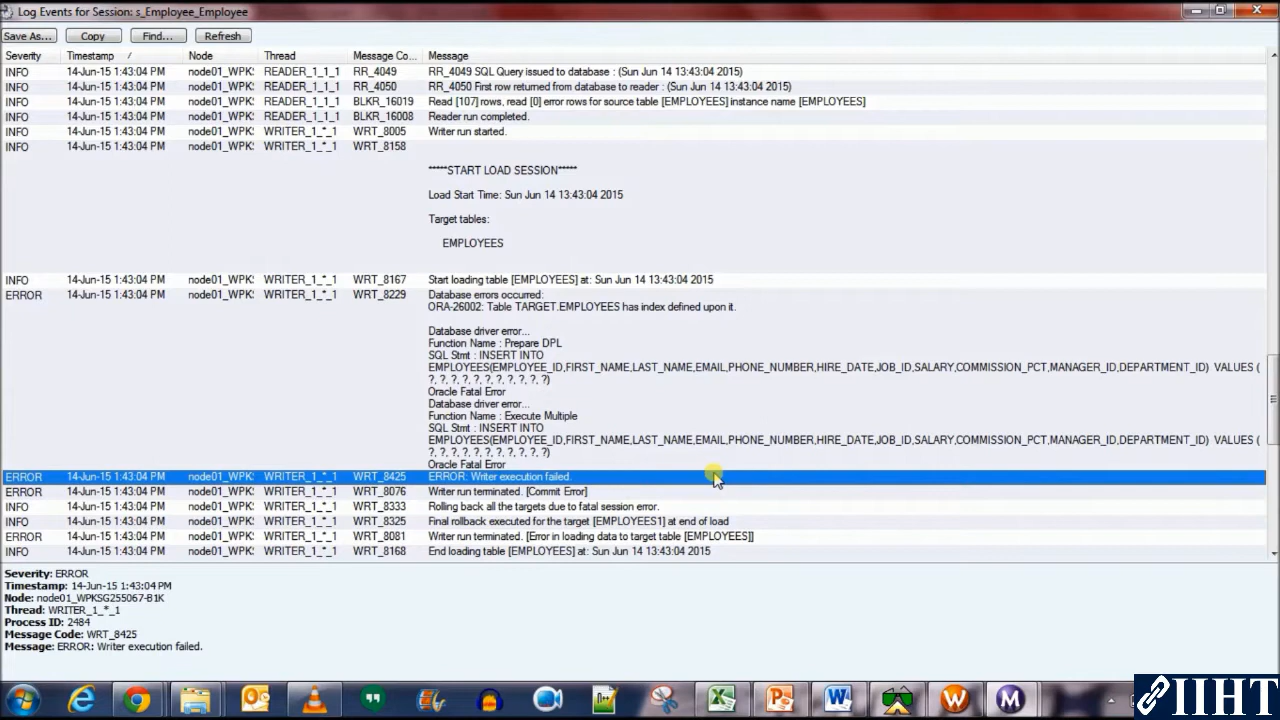 Log Events for Session: s_Employee_Employee
Save As... Copy Find... Refresh
Severity Timestamp / Node Thread Message Co... Message
INFO 14-Jun-15 1:43:04 PM node01_WPK: READER_1_1_1 RR_4049 RR_4049 SQL Query issued to database : (Sun Jun 14 13:43:04 2015)
INFO 14-Jun-15 1:43:04 PM node01_WPK: READER_1_1_1 RR_4050 RR_4050 First row returned from database to reader : (Sun Jun 14 13:43:04 2015)
INFO 14-Jun-15 1:43:04 PM node01_WPK: READER_1_1_1 BLKR_16019 Read [107] rows, read [0] error rows for source table [EMPLOYEES] instance name [EMPLOYEES]
INFO 14-Jun-15 1:43:04 PM node01_WPK: READER_1_1_1 BLKR_16008 Reader run completed.
INFO 14-Jun-15 1:43:04 PM node01_WPK: WRITER_1_*_1 WRT_8005 Writer run started.
INFO 14-Jun-15 1:43:04 PM node01_WPK: WRITER_1_*_1 WRT_8158
*****START LOAD SESSION*****
Load Start Time: Sun Jun 14 13:43:04 2015
Target tables:
EMPLOYEES
INFO 14-Jun-15 1:43:04 PM node01_WPK: WRITER_1_*_1 WRT_8167 Start loading table [EMPLOYEES] at: Sun Jun 14 13:43:04 2015
ERROR 14-Jun-15 1:43:04 PM node01_WPK: WRITER_1_*_1 WRT_8229 Database errors occurred:
ORA-26002: Table TARGET.EMPLOYEES has index defined upon it.
Database driver error...
Function Name : Prepare DPL
SQL Stmt : INSERT INTO
EMPLOYEES(EMPLOYEE_ID,FIRST_NAME,LAST_NAME,EMAIL,PHONE_NUMBER,HIRE_DATE,JOB_ID,SALARY,COMMISSION_PCT,MANAGER_ID,DEPARTMENT_ID) VALUES (
?, ?, ?, ?, ?, ?, ?, ?, ?, ?, ?)
Oracle Fatal Error
Database driver error...
Function Name : Execute Multiple
SQL Stmt : INSERT INTO
EMPLOYEES(EMPLOYEE_ID,FIRST_NAME,LAST_NAME,EMAIL,PHONE_NUMBER,HIRE_DATE,JOB_ID,SALARY,COMMISSION_PCT,MANAGER_ID,DEPARTMENT_ID) VALUES (
?, ?, ?, ?, ?, ?, ?, ?, ?, ?, ?)
Oracle Fatal Error
ERROR 14-Jun-15 1:43:04 PM node01_WPK: WRITER_1_*_1 WRT_8425 ERROR: Writer execution failed.
ERROR 14-Jun-15 1:43:04 PM node01_WPK: WRITER_1_*_1 WRT_8076 Writer run terminated. [Commit Error]
INFO 14-Jun-15 1:43:04 PM node01_WPK: WRITER_1_*_1 WRT_8333 Rolling back all the targets due to fatal session error.
INFO 14-Jun-15 1:43:04 PM node01_WPK: WRITER_1_*_1 WRT_8325 Final rollback executed for the target [EMPLOYEES1] at end of load
ERROR 14-Jun-15 1:43:04 PM node01_WPK: WRITER_1_*_1 WRT_8081 Writer run terminated. [Error in loading data to target table [EMPLOYEES]]
INFO 14-Jun-15 1:43:04 PM node01_WPK: WRITER_1_*_1 WRT_8168 End loading table [EMPLOYEES] at: Sun Jun 14 13:43:04 2015
Severity: ERROR
Timestamp: 14-Jun-15 1:43:04 PM
Node: node01_WPKSG255067-B1K
Thread: WRITER_1_*_1
Process ID: 2484
Message Code: WRT_8425
Message: ERROR: Writer execution failed.
IIHT